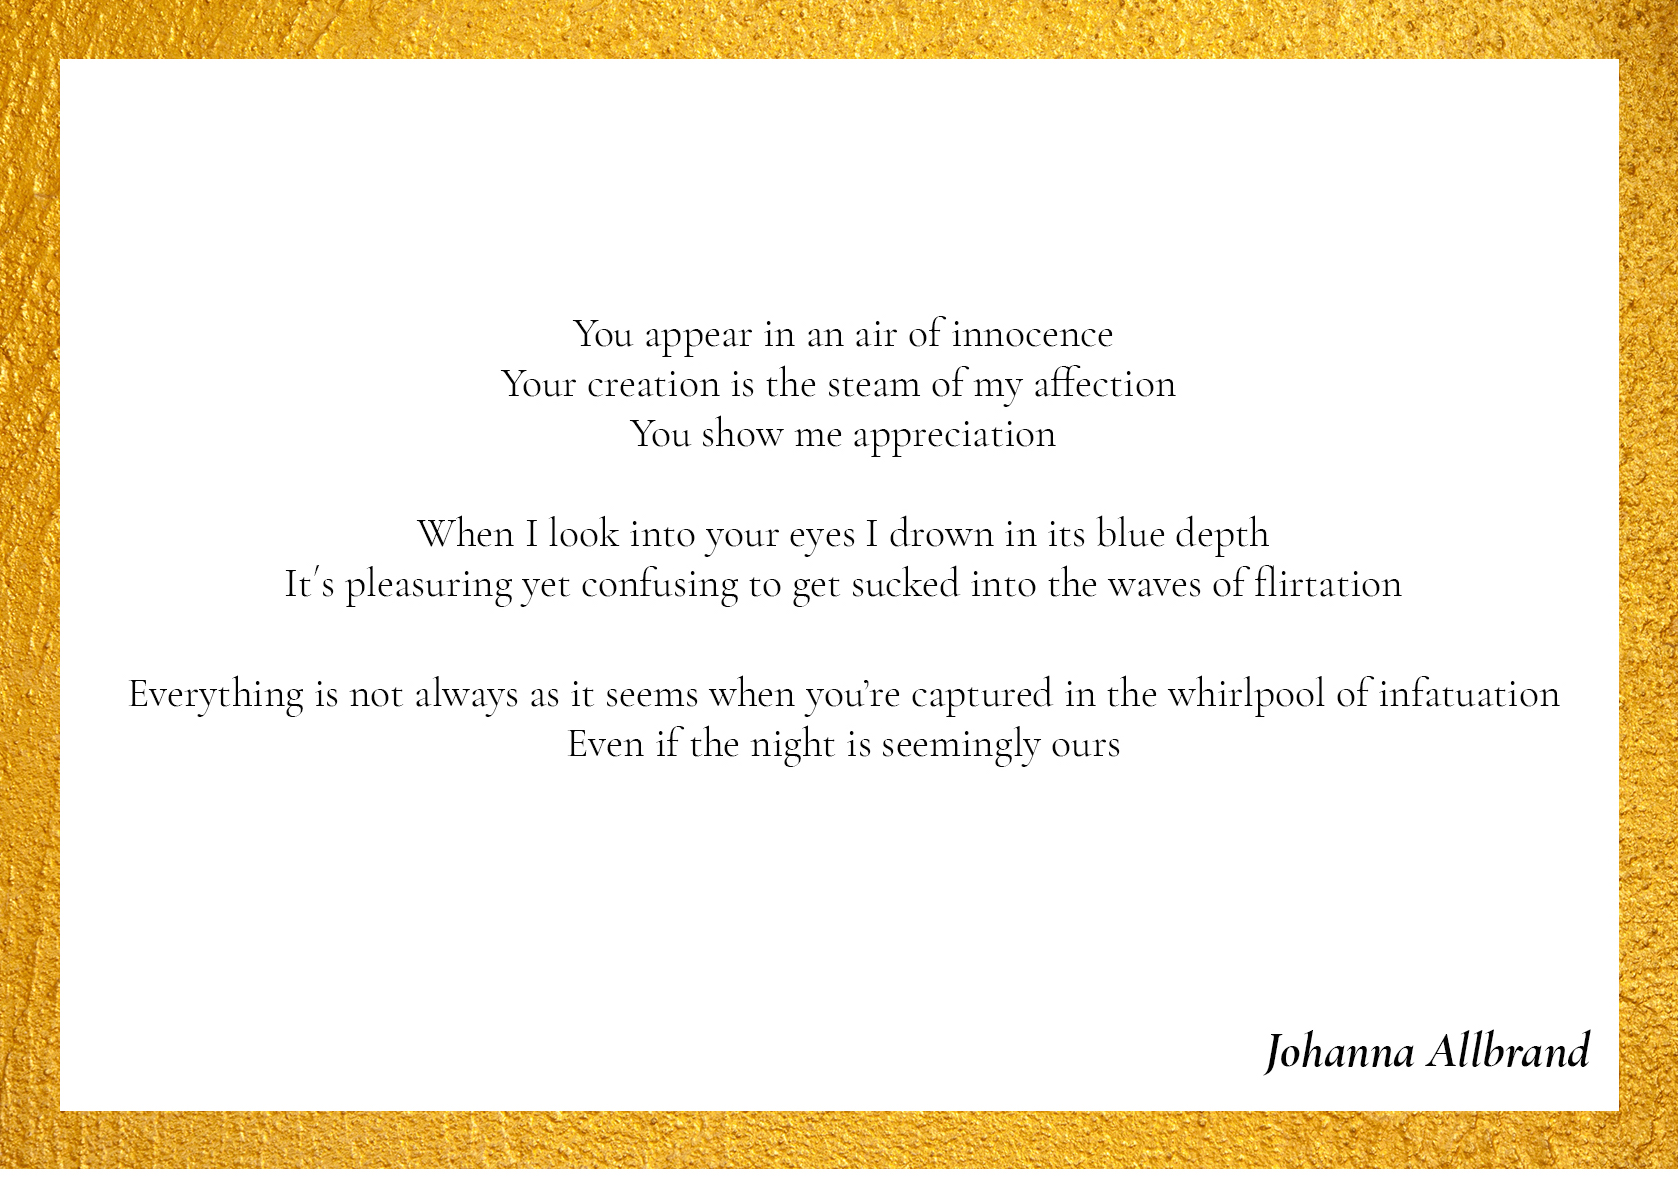 You appear in an air of innocence
Your creation is the steam of my affection
You show me appreciation
When I look into your eyes I drown in its blue depth
It´s pleasuring yet confusing to get sucked into the waves of flirtation
Everything is not always as it seems when you’re captured in the whirlpool of infatuation
Even if the night is seemingly ours
Johanna Allbrand